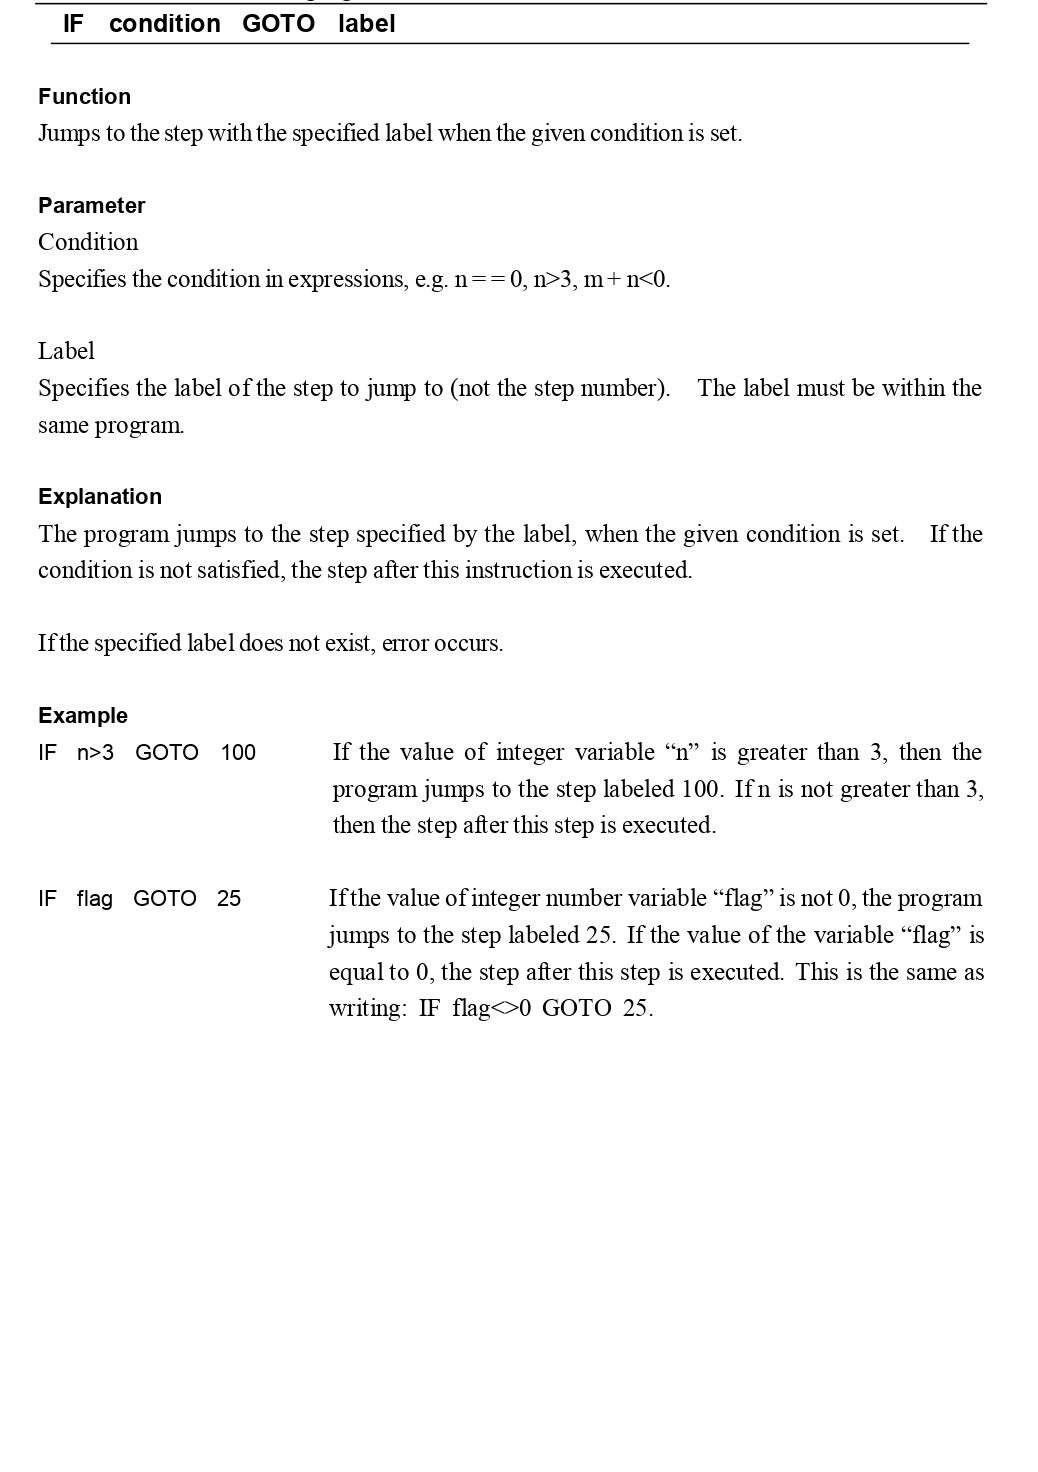 IF condition GOTO label
Function
Jumps to the step with the specified label when the given condition is set.
Parameter
Condition
Specifies the condition in expressions, e.g. n = = 0, n>3, m + n<0.
Label
Specifies the label of the step to jump to (not the step number). The label must be within the
same program.
Explanation
The program jumps to the step specified by the label, when the given condition is set. If the
condition is not satisfied, the step after this instruction is executed.
If the specified label does not exist, error occurs.
Example
IF n>3 GOTO 100 If the value of integer variable “n” is greater than 3, then the
program jumps to the step labeled 100. If n is not greater than 3,
then the step after this step is executed.
IF flag GOTO 25 If the value of integer number variable “flag” is not 0, the program
jumps to the step labeled 25. If the value of the variable “flag” is
equal to 0, the step after this step is executed. This is the same as
writing: IF flag<>0 GOTO 25.